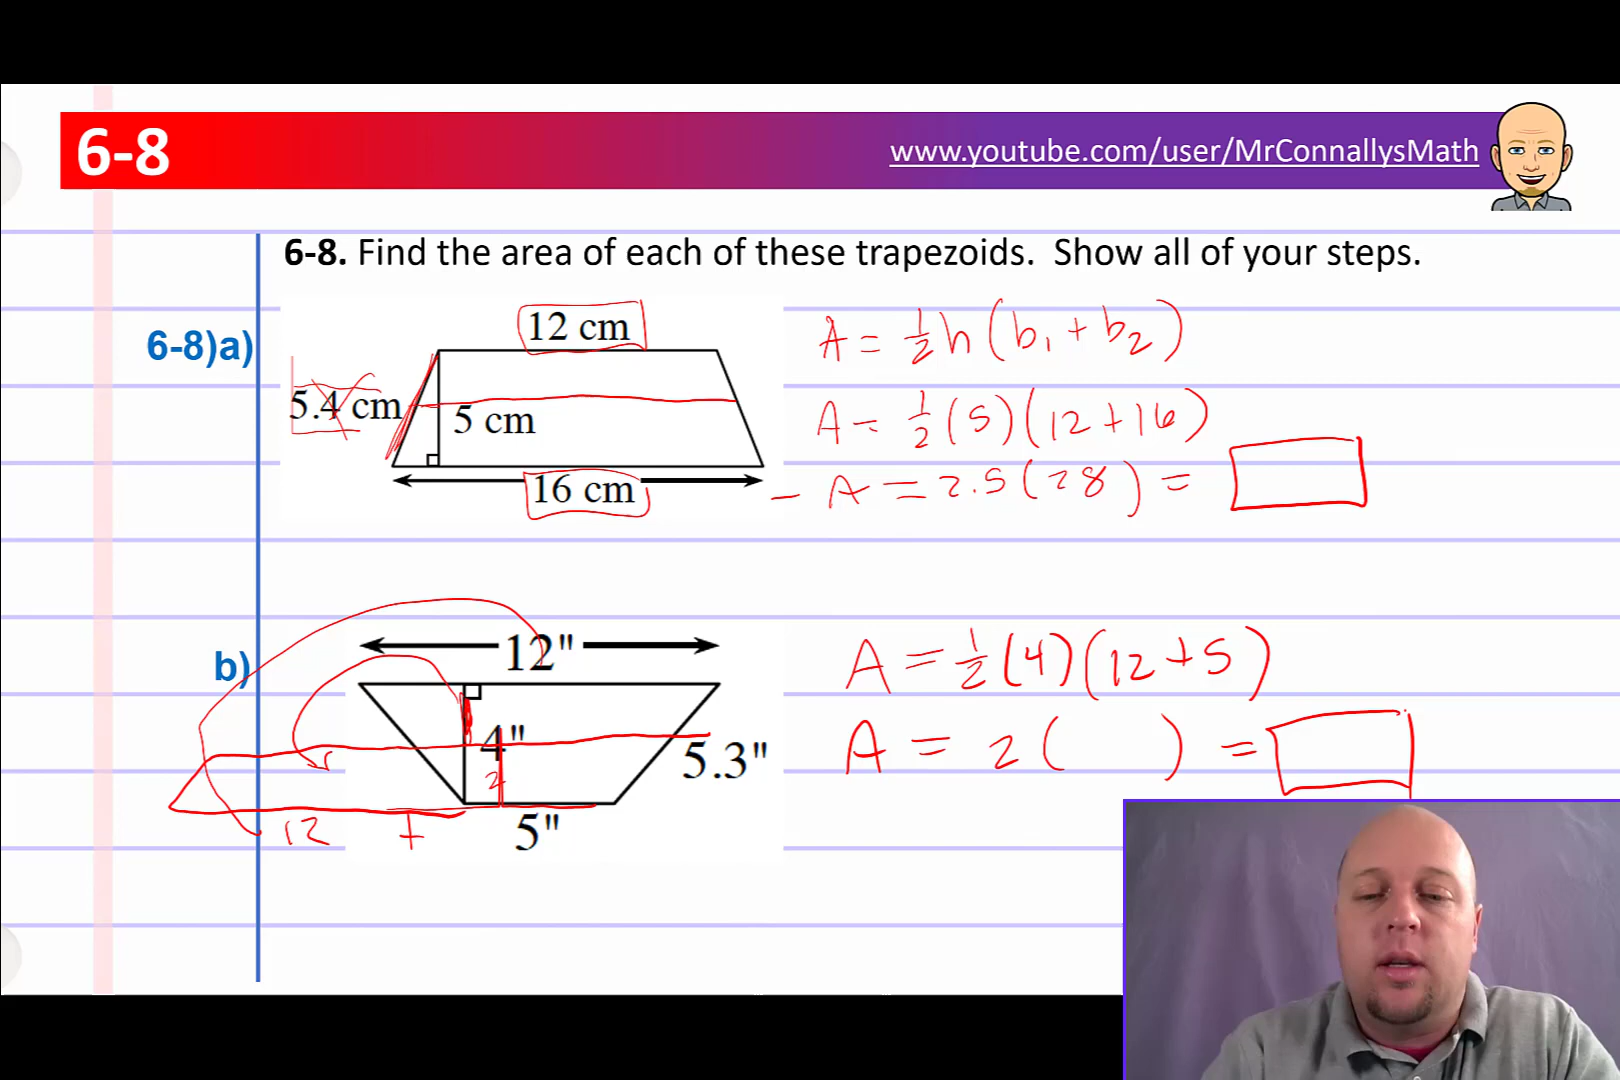 6-8
www.youtube.com/user/MrConnallysMath
6-8. Find the area of each of these trapezoids. Show all of your steps.
6-8)a)
12 cm
5.4 cm
5 cm
16 cm
A = 1/2 h (b₁ + b₂)
A = 1/2 (5)(12+16)
- A = 2.5(28) =
b)
12"
4"
2
5.3"
5"
12 +
A = 1/2 (4)(12+5)
A = 2( ) =